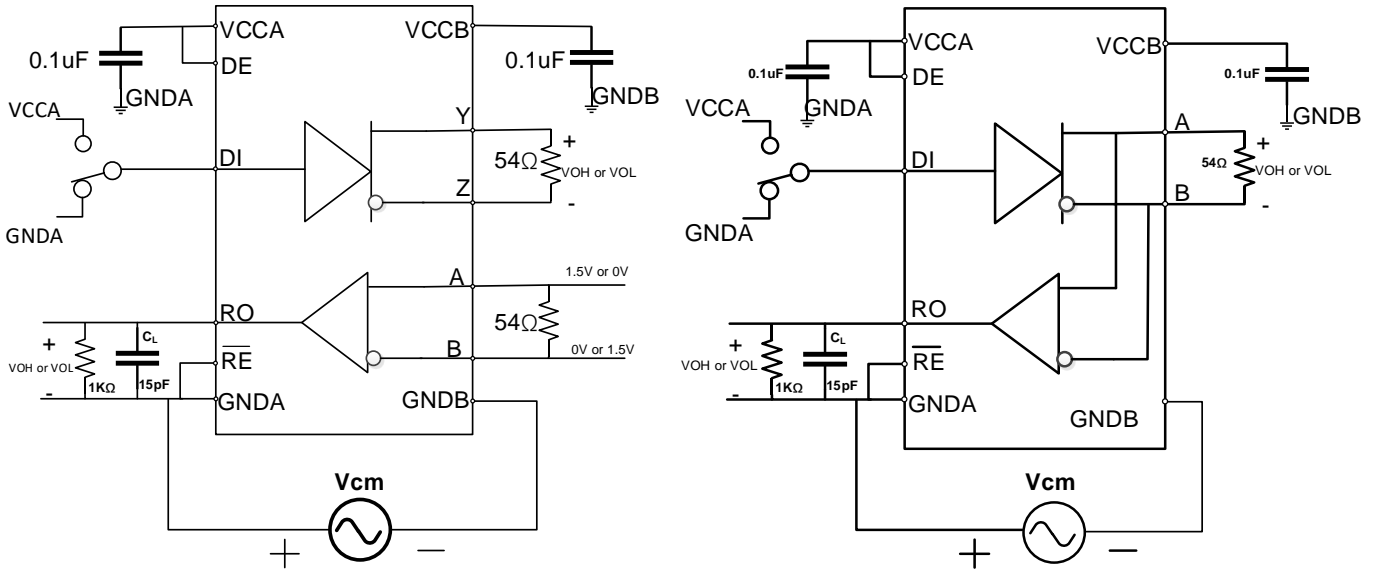 VCCA
VCCB
0.1uF
DE
0.1uF
GNDA
GNDB
VCCA
Y
DI
54Ω
+
VOH or VOL
Z
-
GNDA
A
1.5V or 0V
RO
54Ω
+
CL
B
0V or 1.5V
VOH or VOL
RE
-
1KΩ
15pF
GNDA
GNDB
Vcm
+
-
VCCA
VCCB
0.1uF
DE
0.1uF
GNDA
GNDB
VCCA
A
DI
54Ω
+
VOH or VOL
B
-
GNDA
RO
+
CL
VOH or VOL
RE
-
1KΩ
15pF
GNDA
GNDB
Vcm
+
-